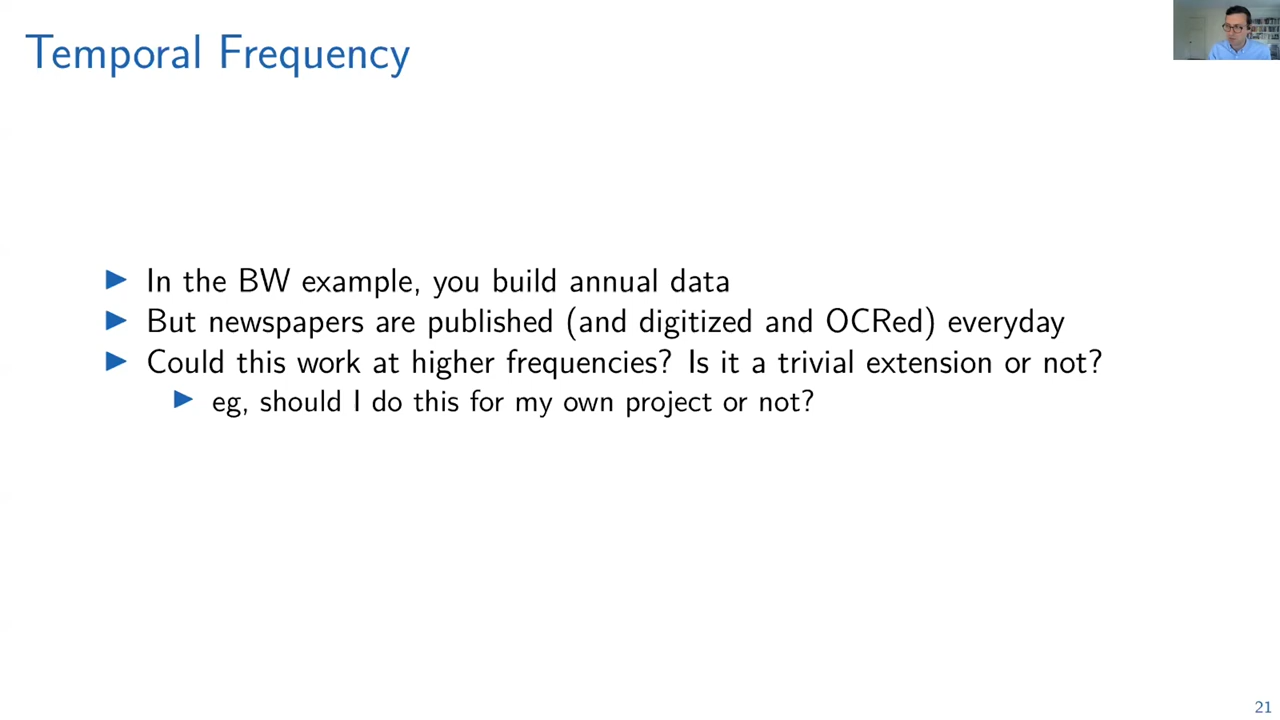 Temporal Frequency
▶ In the BW example, you build annual data
▶ But newspapers are published (and digitized and OCRed) everyday
▶ Could this work at higher frequencies? Is it a trivial extension or not?
▶ eg, should I do this for my own project or not?
21